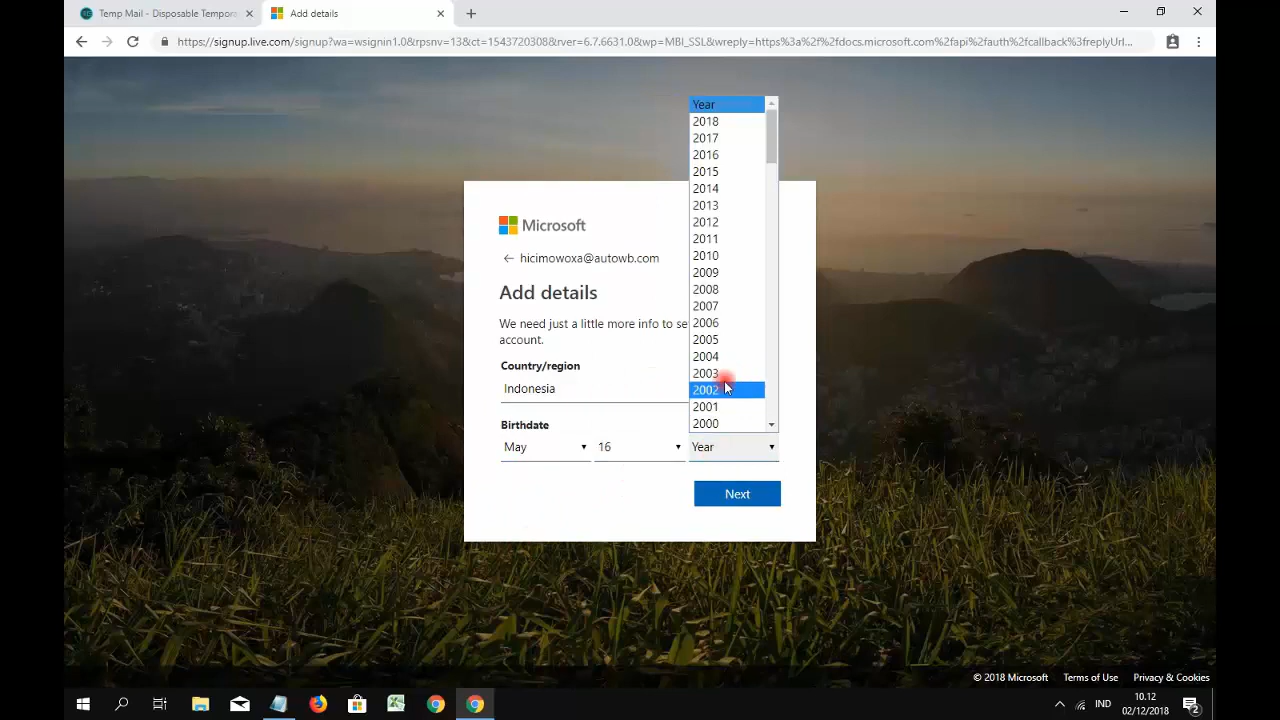 Temp Mail - Disposable Tempora
Add details
https://signup.live.com/signup?wa=wsignin1.0&rpsnv=13&ct=1543720308&rver=6.7.6631.0&wp=MBI_SSL&wreply=https%3a%2f%2fdocs.microsoft.com%2fapi%2fauth%2fcallback%3freplyUrl...
Year
2018
2017
2016
2015
2014
2013
2012
2011
2010
2009
2008
2007
2006
2005
2004
2003
2002
2001
2000
Microsoft
← hicimowoxa@autowb.com
Add details
We need just a little more info to se
account.
Country/region
Indonesia
Birthdate
May 16 Year
Next
© 2018 Microsoft Terms of Use Privacy & Cookies
IND
10.12
02/12/2018
2